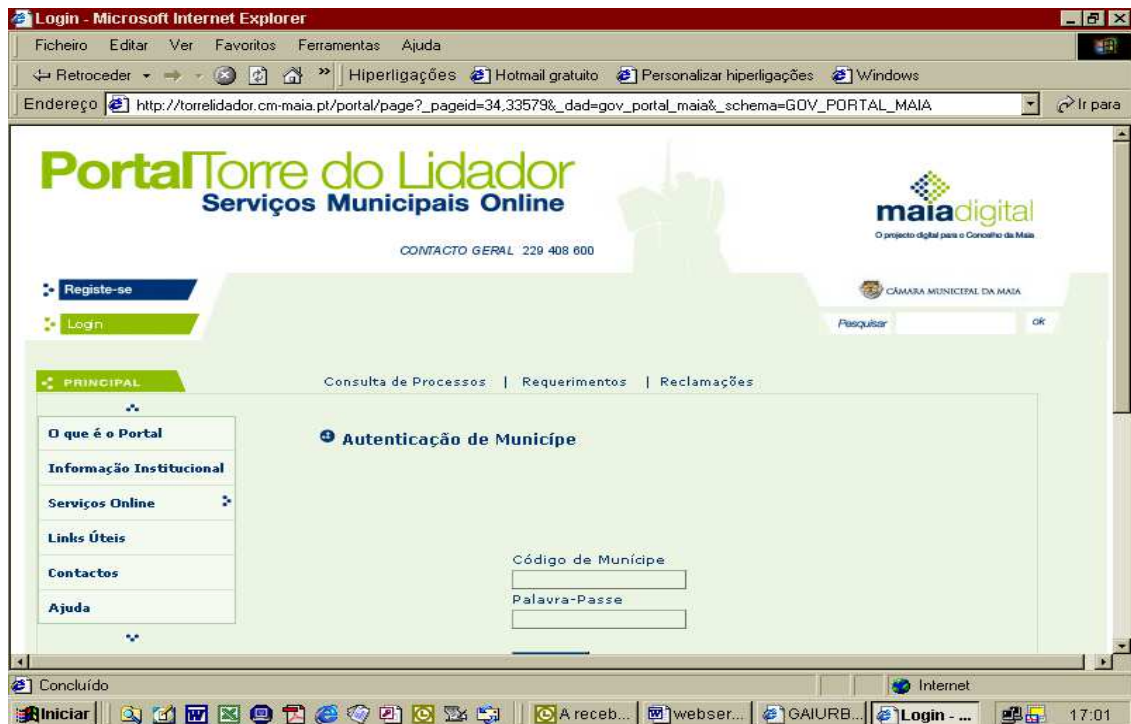 Login - Microsoft Internet Explorer
Ficheiro Editar Ver Favoritos Ferramentas Ajuda
Retroceder » Hiperligações Hotmail gratuito Personalizar hiperligações Windows
Endereço http://torrelidador.cm-maia.pt/portal/page?_pageid=34,33579&_dad=gov_portal_maia&_schema=GOV_PORTAL_MAIA Ir para
PortalTorre do Lidador
Serviços Municipais Online
CONTACTO GERAL 229 408 600
maiadigital
O projecto digital para o Concelho da Maia
Registe-se
CÂMARA MUNICIPAL DA MAIA
Login
Pesquisar ok
PRINCIPAL
Consulta de Processos | Requerimentos | Reclamações
O que é o Portal
Informação Institucional
Serviços Online
Links Úteis
Contactos
Ajuda
Autenticação de Municípe
Código de Munícipe
Palavra-Passe
Concluído Internet
Iniciar A receb... webser... GAIURB... Login - ... 17:01